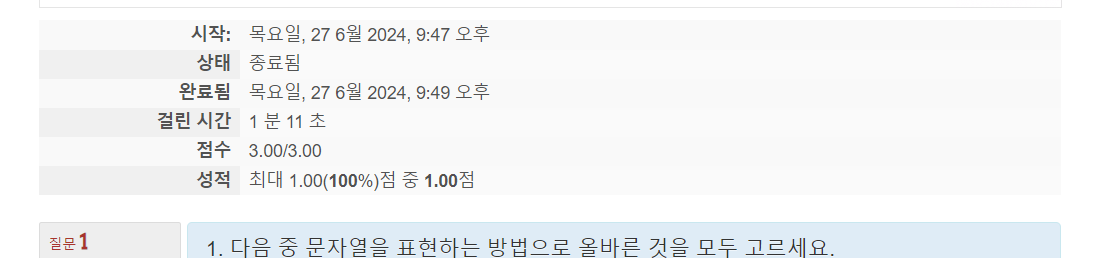 시작: 목요일, 27 6월 2024, 9:47 오후
상태 종료됨
완료됨 목요일, 27 6월 2024, 9:49 오후
걸린 시간 1 분 11 초
점수 3.00/3.00
성적 최대 1.00(100%)점 중 1.00점
질문 1
1. 다음 중 문자열을 표현하는 방법으로 올바른 것을 모두 고르세요.